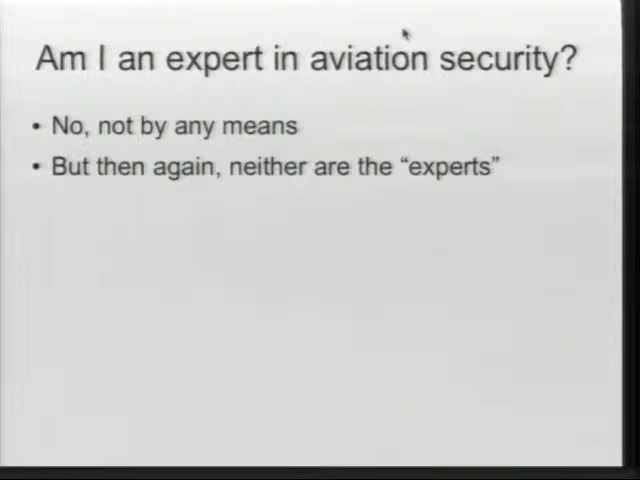 Am I an expert in aviation security?
• No, not by any means
• But then again, neither are the “experts”